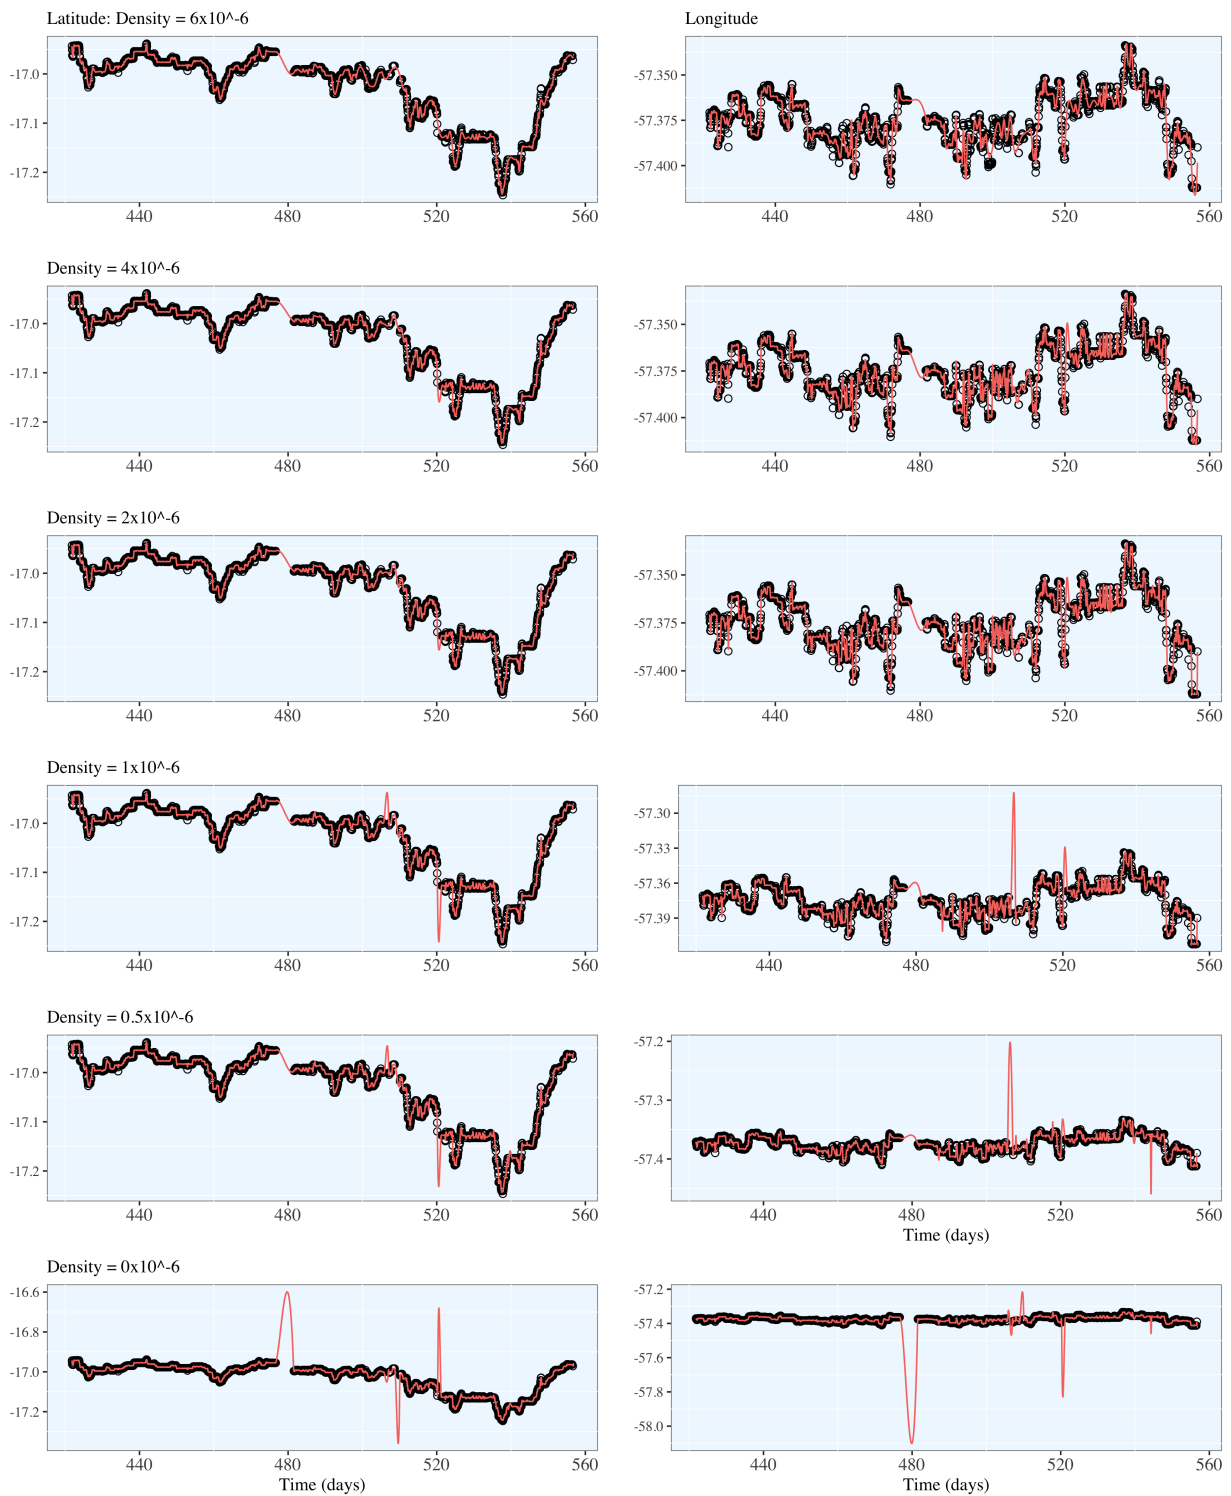 Latitude: Density = 6x10^-6 Longitude
-17.0
-17.1
-17.2
440 480 520 560
-57.350
-57.375
-57.400
440 480 520 560
Density = 4x10^-6
-17.0
-17.1
-17.2
440 480 520 560
-57.350
-57.375
-57.400
440 480 520 560
Density = 2x10^-6
-17.0
-17.1
-17.2
440 480 520 560
-57.350
-57.375
-57.400
440 480 520 560
Density = 1x10^-6
-17.0
-17.1
-17.2
440 480 520 560
-57.30
-57.33
-57.36
-57.39
440 480 520 560
Density = 0.5x10^-6
-17.0
-17.1
-17.2
440 480 520 560
-57.2
-57.3
-57.4
440 480 520 560
Time (days)
Density = 0x10^-6
-16.6
-16.8
-17.0
-17.2
440 480 520 560
Time (days)
-57.2
-57.4
-57.6
-57.8
-58.0
440 480 520 560
Time (days)